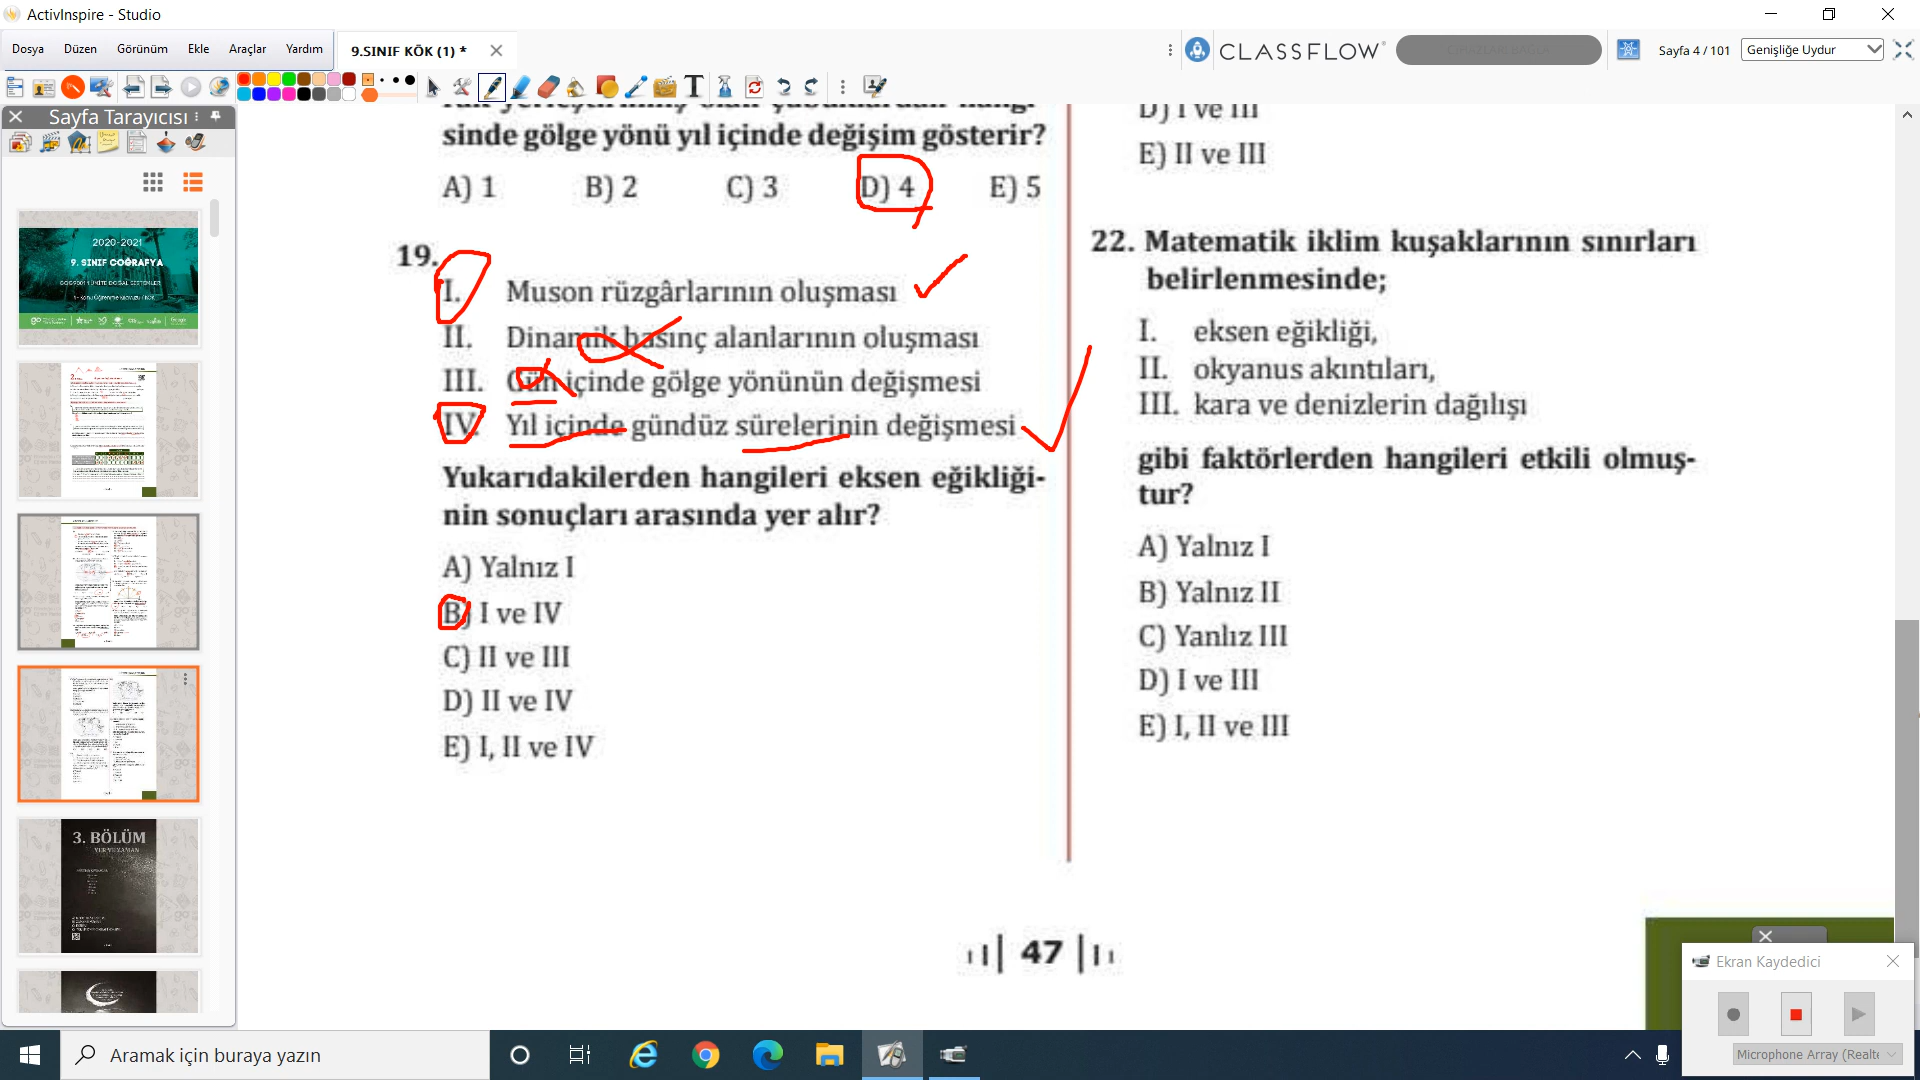 ActivInspire - Studio
Dosya Düzen Görünüm Ekle Araçlar Yardım
9.SINIF KÖK (1) *
CLASSFLOW
Sayfa 4 / 101
Genişliğe Uydur
Sayfa Tarayıcısı
2020-2021
9. SINIF COĞRAFYA
3. BÖLÜM
sinde gölge yönü yıl içinde değişim gösterir?
A) 1 B) 2 C) 3 D) 4 E) 5
19.
I. Muson rüzgârlarının oluşması
II. Dinamik basınç alanlarının oluşması
III. Gün içinde gölge yönünün değişmesi
IV. Yıl içinde gündüz sürelerinin değişmesi
Yukarıdakilerden hangileri eksen eğikliği-
nin sonuçları arasında yer alır?
A) Yalnız I
B) I ve IV
C) II ve III
D) II ve IV
E) I, II ve IV
D) I ve III
E) II ve III
22. Matematik iklim kuşaklarının sınırları
belirlenmesinde;
I. eksen eğikliği,
II. okyanus akıntıları,
III. kara ve denizlerin dağılışı
gibi faktörlerden hangileri etkili olmuş-
tur?
A) Yalnız I
B) Yalnız II
C) Yanlız III
D) I ve III
E) I, II ve III
47
Ekran Kaydedici
Microphone Array (Realte
Aramak için buraya yazın